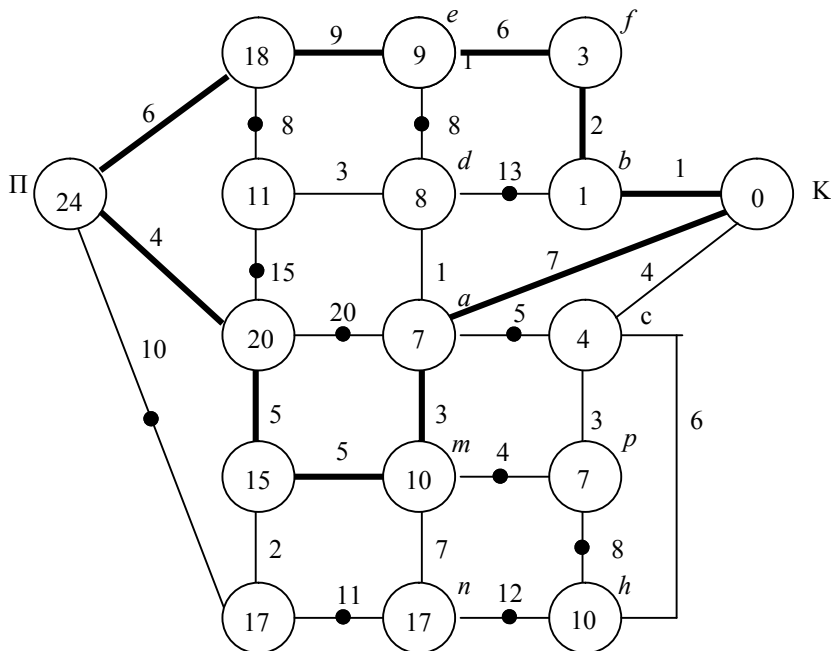 e f
9 6
18 9 1 3
6 8 8 2
d 13 b 1
П 24 11 3 8 1 0 К
4 15 1 7 4
20 a 5 c
20 7 4
10 5 3 3 6
5 m 4 p
15 10 7
2 7 8
11 n 12 h
17 17 10